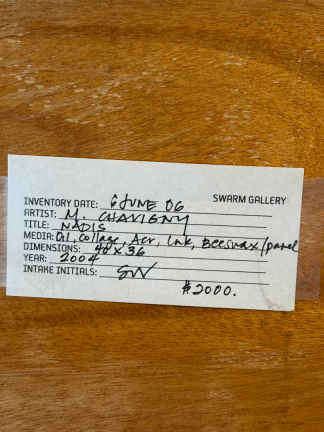 INVENTORY DATE: 6 JUNE 06 SWARM GALLERY
ARTIST: M. CHAVIGNY
TITLE: NADIS
MEDIA: Oil, Collage, Acr, Ink, Beeswax/panel
DIMENSIONS: 40 x 36
YEAR: 2004
INTAKE INITIALS: SW
$2000.